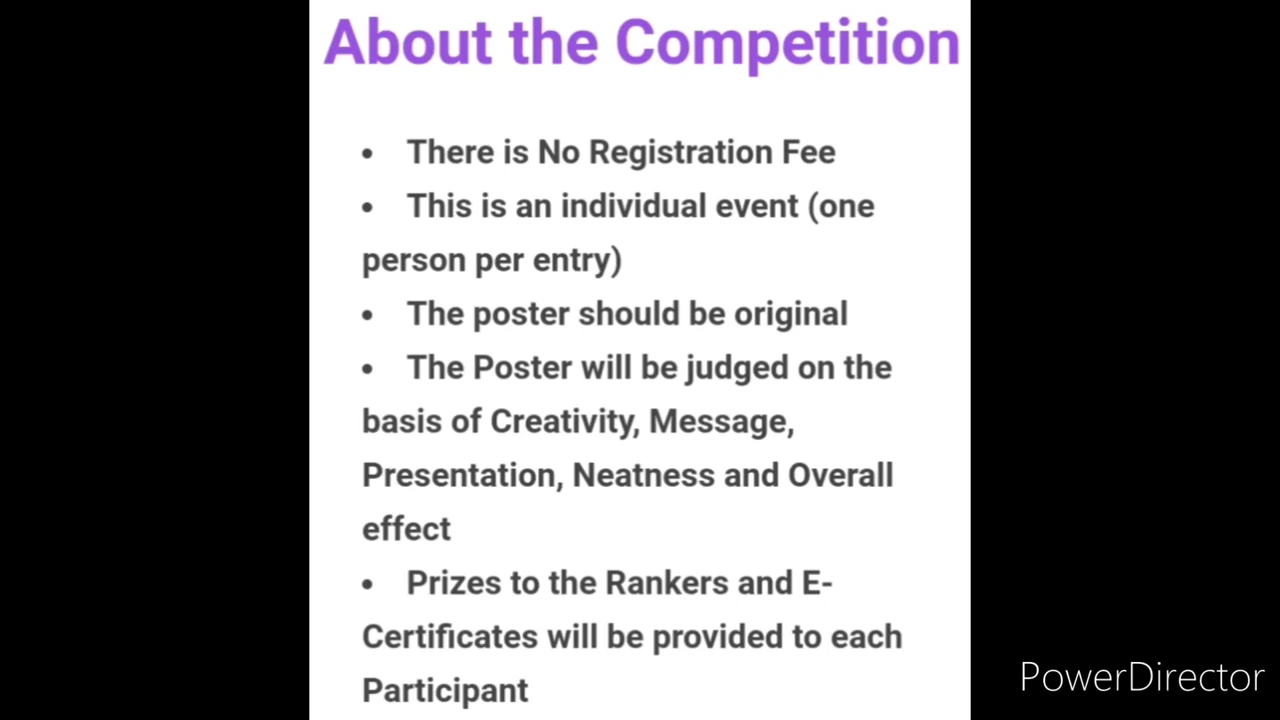 About the Competition
• There is No Registration Fee
• This is an individual event (one
person per entry)
• The poster should be original
• The Poster will be judged on the
basis of Creativity, Message,
Presentation, Neatness and Overall
effect
• Prizes to the Rankers and E-
Certificates will be provided to each
Participant
PowerDirector